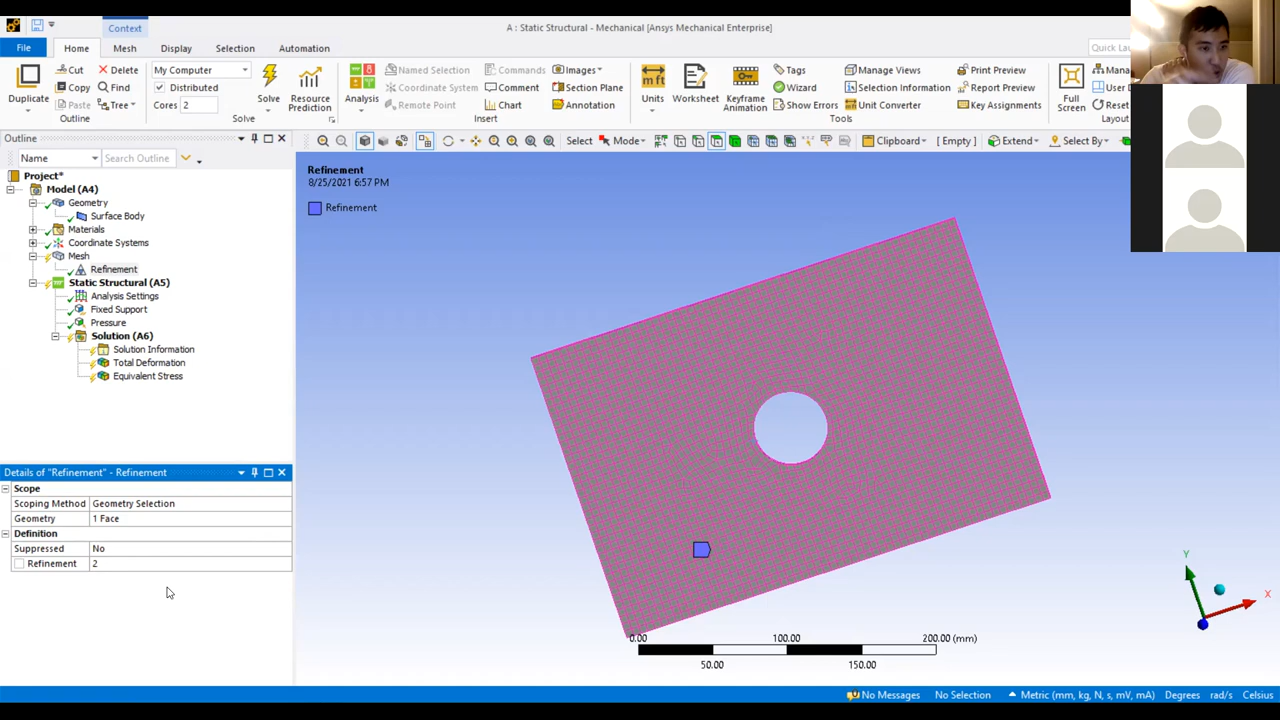 Context
A : Static Structural - Mechanical [Ansys Mechanical Enterprise]
File Home Mesh Display Selection Automation Quick Lau
Duplicate
Cut
Copy
Paste
Delete
Find
Tree
Outline
My Computer
Distributed
Cores 2
Solve
Resource Prediction
Solve
Analysis
Named Selection
Coordinate System
Remote Point
Commands
Comment
Chart
Images
Section Plane
Annotation
Insert
Units
Worksheet
Keyframe Animation
Tags
Wizard
Show Errors
Manage Views
Selection Information
Unit Converter
Print Preview
Report Preview
Key Assignments
Tools
Full Screen
Mana
User D
Reset
Layout
Outline
Select Mode Clipboard [ Empty ] Extend Select By
Name Search Outline
Project*
Model (A4)
Geometry
Surface Body
Materials
Coordinate Systems
Mesh
Refinement
Static Structural (A5)
Analysis Settings
Fixed Support
Pressure
Solution (A6)
Solution Information
Total Deformation
Equivalent Stress
Details of "Refinement" - Refinement
Scope
Scoping Method Geometry Selection
Geometry 1 Face
Definition
Suppressed No
Refinement 2
Refinement
8/25/2021 6:57 PM
Refinement
0.00 100.00 200.00 (mm)
50.00 150.00
Y
X
No Messages No Selection Metric (mm, kg, N, s, mV, mA) Degrees rad/s Celsius